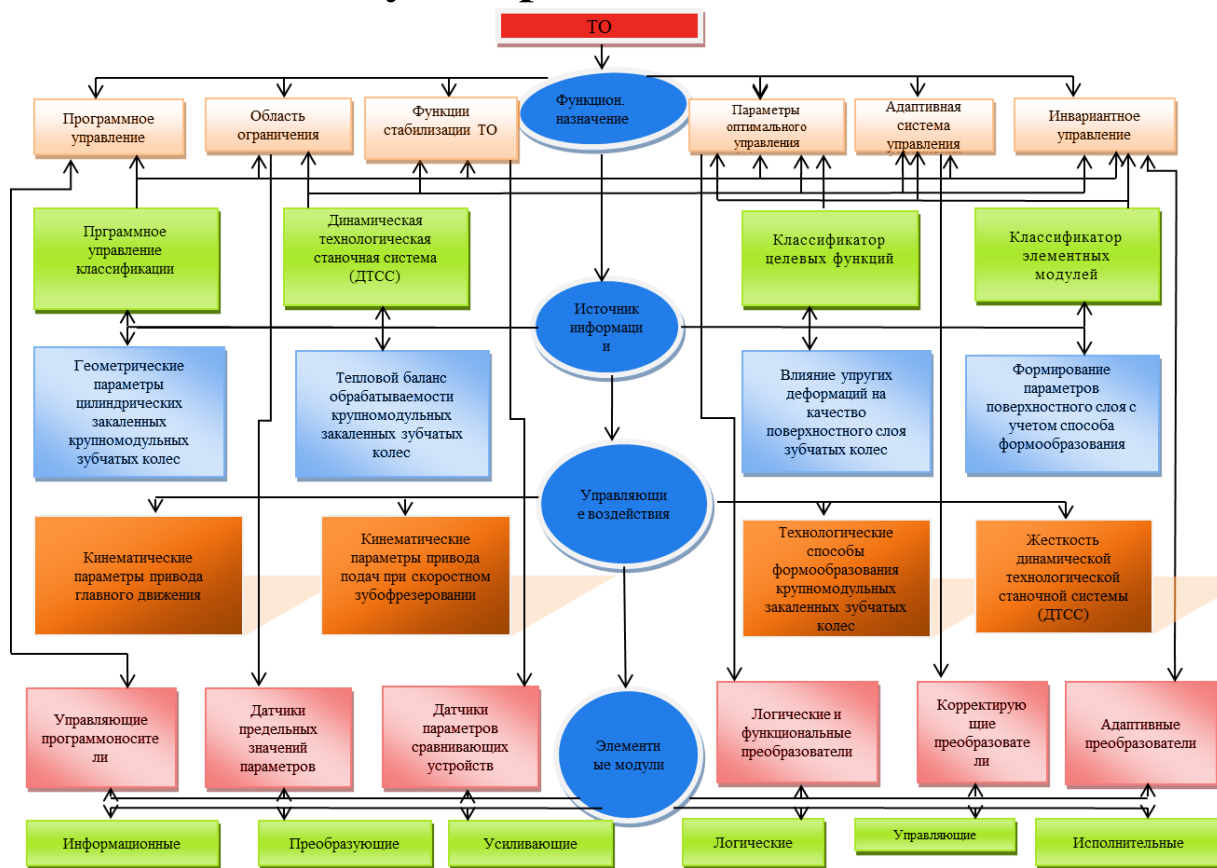 ТО
Функцион.
назначение
Программное
управление
Область
ограничения
Функции
стабилизации ТО
Параметры
оптимального
управления
Адаптивная
система
управления
Инвариантное
управление
Прграммное
управление
классификации
Динамическая
технологическая
станочная система
(ДТСС)
Классификатор
целевых функций
Классификатор
элементных
модулей
Источник
информаци
и
Геометрические
параметры
цилиндрических
закаленных
крупномодульных
зубчатых колес
Тепловой баланс
обрабатываемости
крупномодульных
закаленных зубчатых
колес
Влияние упругих
деформаций на
качество
поверхностного слоя
зубчатых колес
Формирование
параметров
поверхностного слоя с
учетом способа
формообразования
Управляющи
е воздействия
Кинематические
параметры привода
главного движения
Кинематические
параметры привода
подач при скоростном
зубофрезеровании
Технологические
способы
формообразования
крупномодульных
закаленных зубчатых
колес
Жесткость
динамической
технологической
станочной системы
(ДТСС)
Управляющие
программоносите
ли
Датчики
предельных
значений
параметров
Датчики
параметров
сравнивающих
устройств
Элементн
ые модули
Логические и
функциональные
преобразователи
Корректирую
щие
преобразовате
ли
Адаптивные
преобразователи
Информационные
Преобразующие
Усиливающие
Логические
Управляющие
Исполнительные